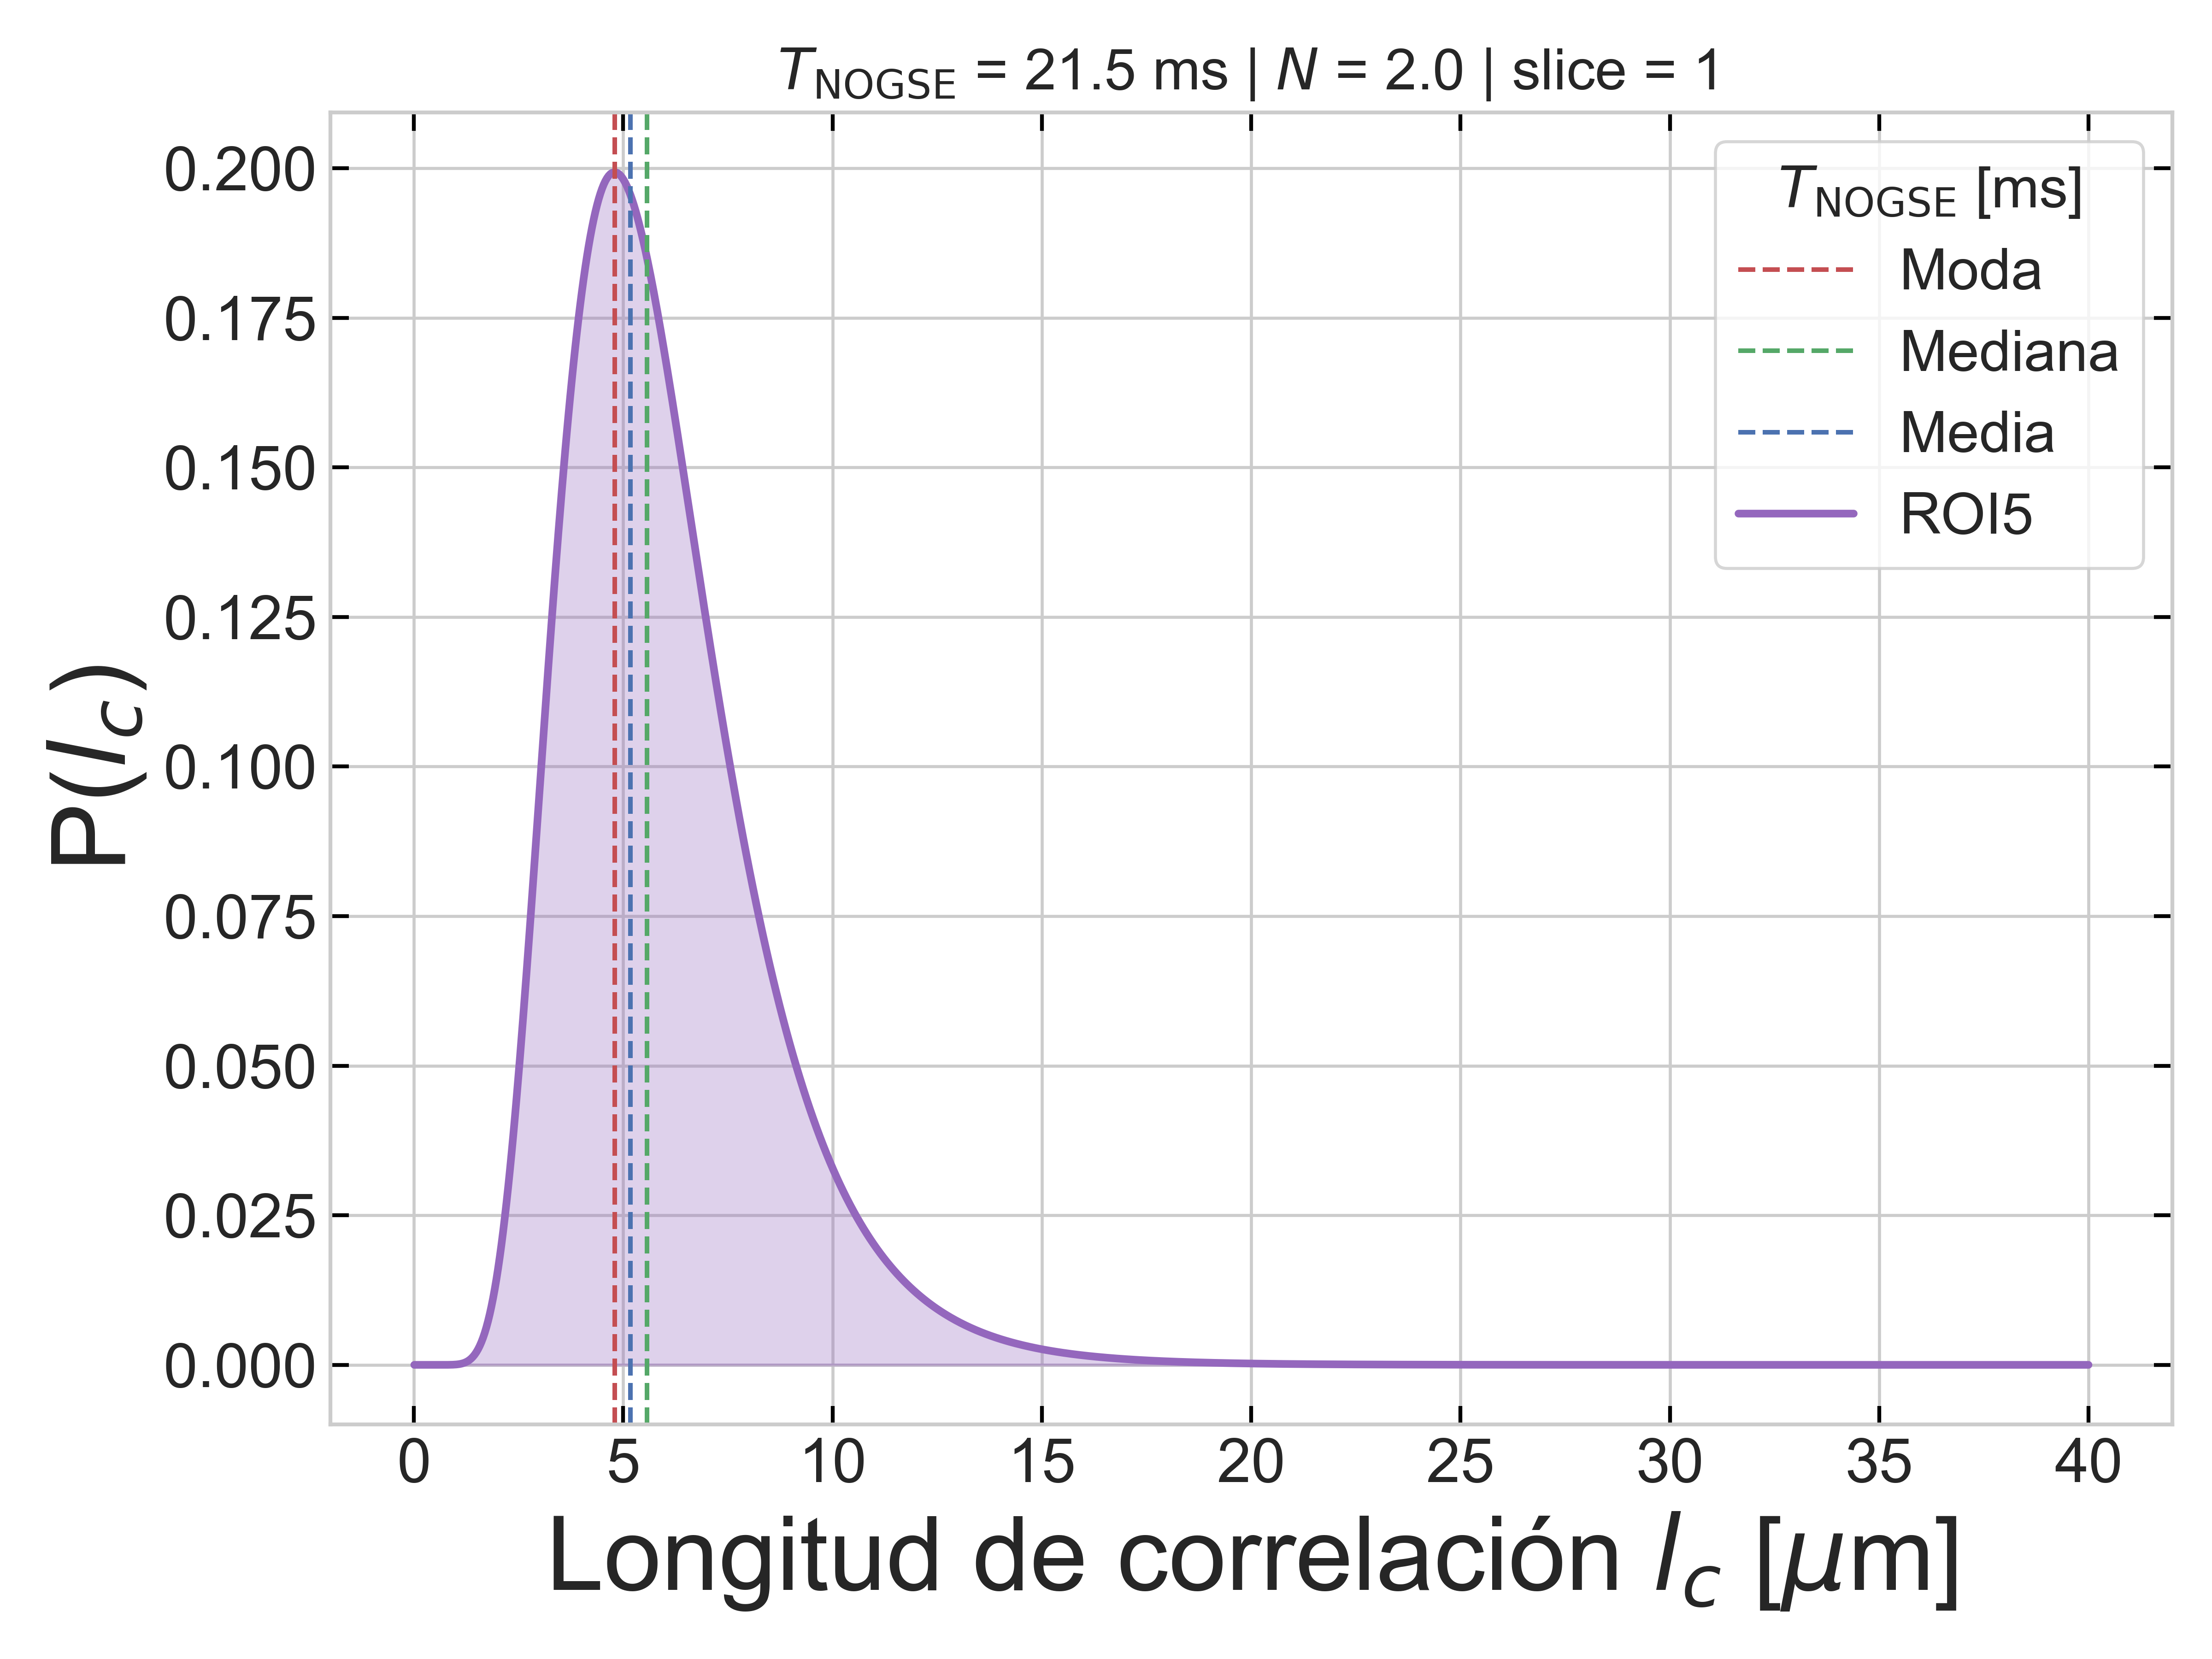 T_NOGSE = 21.5 ms | N = 2.0 | slice = 1
T_NOGSE [ms]
Moda
Mediana
Media
ROI5
P(l_c)
0.200
0.175
0.150
0.125
0.100
0.075
0.050
0.025
0.000
0 5 10 15 20 25 30 35 40
Longitud de correlación l_c [μm]